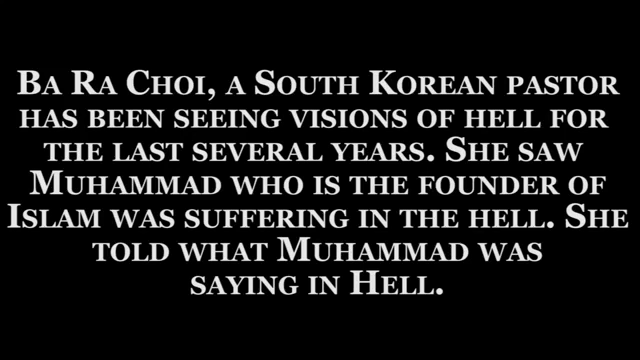 Ba Ra Choi, a South Korean pastor
has been seeing visions of hell for
the last several years. She saw
Muhammad who is the founder of
Islam was suffering in the hell. She
told what Muhammad was
saying in Hell.